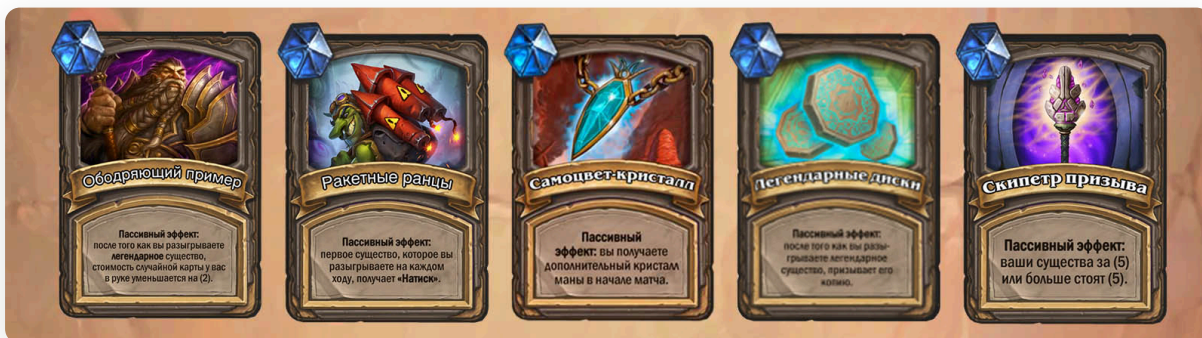 Ободряющий пример
Пассивный эффект:
после того как вы разыгрываете
легендарное существо,
стоимость случайной карты у вас
в руке уменьшается на (2).
Ракетные ранцы
Пассивный эффект:
первое существо, которое вы
разыгрываете на каждом
ходу, получает «Натиск».
Самоцвет-кристалл
Пассивный
эффект: вы получаете
дополнительный кристалл
маны в начале матча.
Легендарные диски
Пассивный эффект:
после того как вы разы-
грываете легендарное
существо, призывает его
копию.
Скипетр призыва
Пассивный эффект:
ваши существа за (5)
или больше стоят (5).